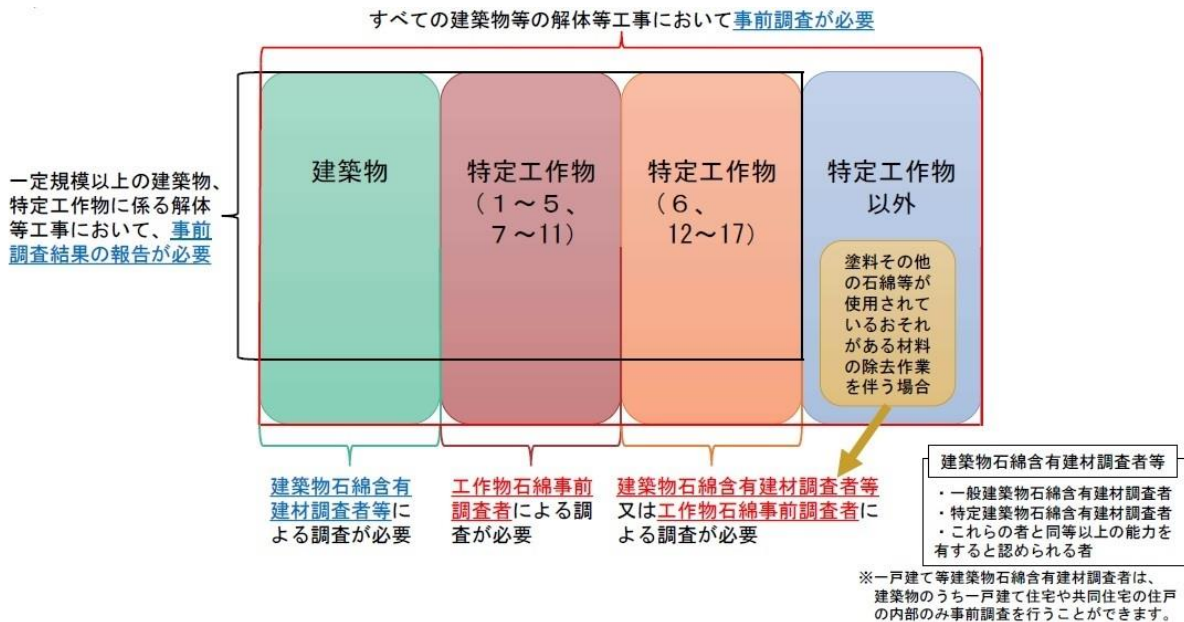 すべての建築物等の解体等工事において事前調査が必要
一定規模以上の建築物、
特定工作物に係る解体
等工事において、事前
調査結果の報告が必要
建築物
特定工作物
(1~5、
7~11)
特定工作物
(6、
12~17)
特定工作物
以外
塗料その他
の石綿等が
使用されて
いるおそれ
がある材料
の除去作業
を伴う場合
建築物石綿含有
建材調査者等に
よる調査が必要
工作物石綿事前
調査者による調
査が必要
建築物石綿含有建材調査者等
又は工作物石綿事前調査者に
よる調査が必要
建築物石綿含有建材調査者等
・一般建築物石綿含有建材調査者
・特定建築物石綿含有建材調査者
・これらの者と同等以上の能力を
有すると認められる者
※一戸建て等建築物石綿含有建材調査者は、
建築物のうち一戸建て住宅や共同住宅の住戸
の内部のみ事前調査を行うことができます。